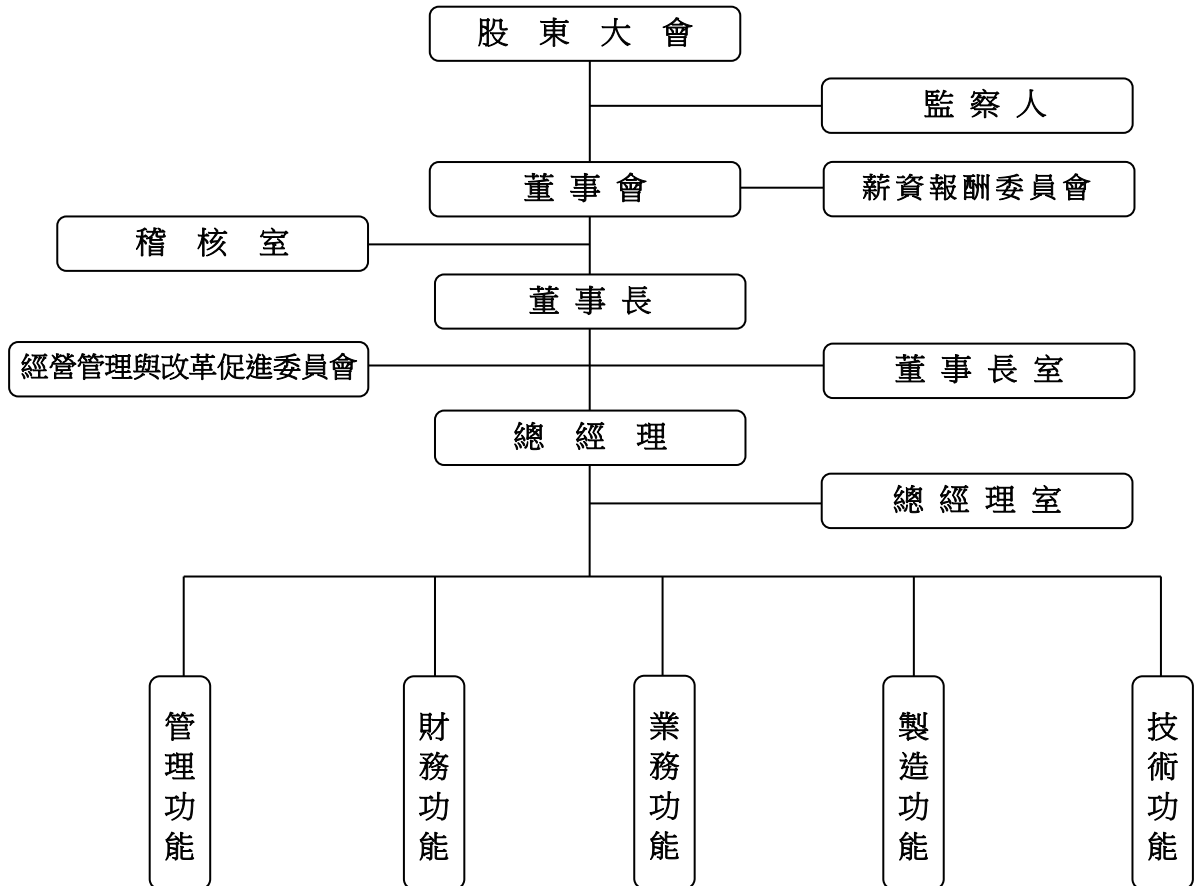 股東大會
監察人
董事會
薪資報酬委員會
稽核室
董事長
經營管理與改革促進委員會
董事長室
總經理
總經理室
管理功能
財務功能
業務功能
製造功能
技術功能